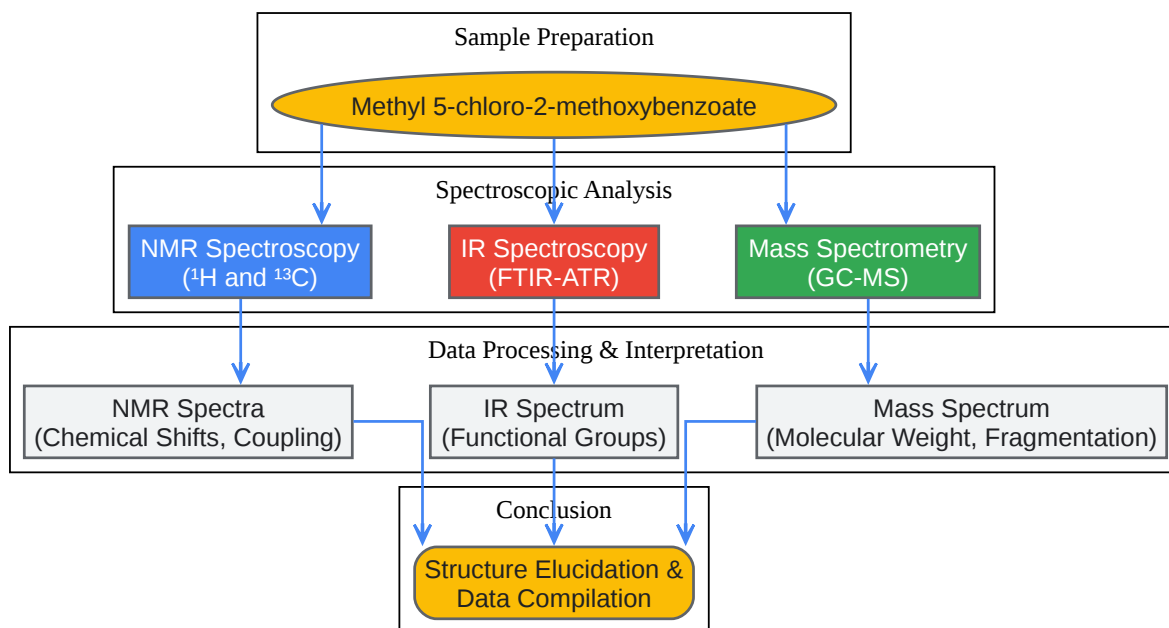 Sample Preparation
Methyl 5-chloro-2-methoxybenzoate
Spectroscopic Analysis
NMR Spectroscopy
(¹H and ¹³C)
IR Spectroscopy
(FTIR-ATR)
Mass Spectrometry
(GC-MS)
Data Processing & Interpretation
NMR Spectra
(Chemical Shifts, Coupling)
IR Spectrum
(Functional Groups)
Mass Spectrum
(Molecular Weight, Fragmentation)
Conclusion
Structure Elucidation &
Data Compilation